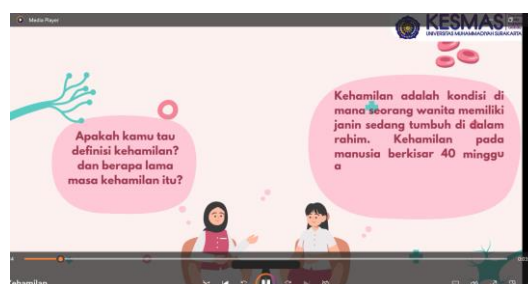 Media Player
KESMAS
UNIVERSITAS MUHAMMADIYAH SURAKARTA
Apakah kamu tau
definisi kehamilan?
dan berapa lama
masa kehamilan itu?
Kehamilan adalah kondisi di
mana seorang wanita memiliki
janin sedang tumbuh di dalam
rahim. Kehamilan pada
manusia berkisar 40 minggu
a
Kehamilan